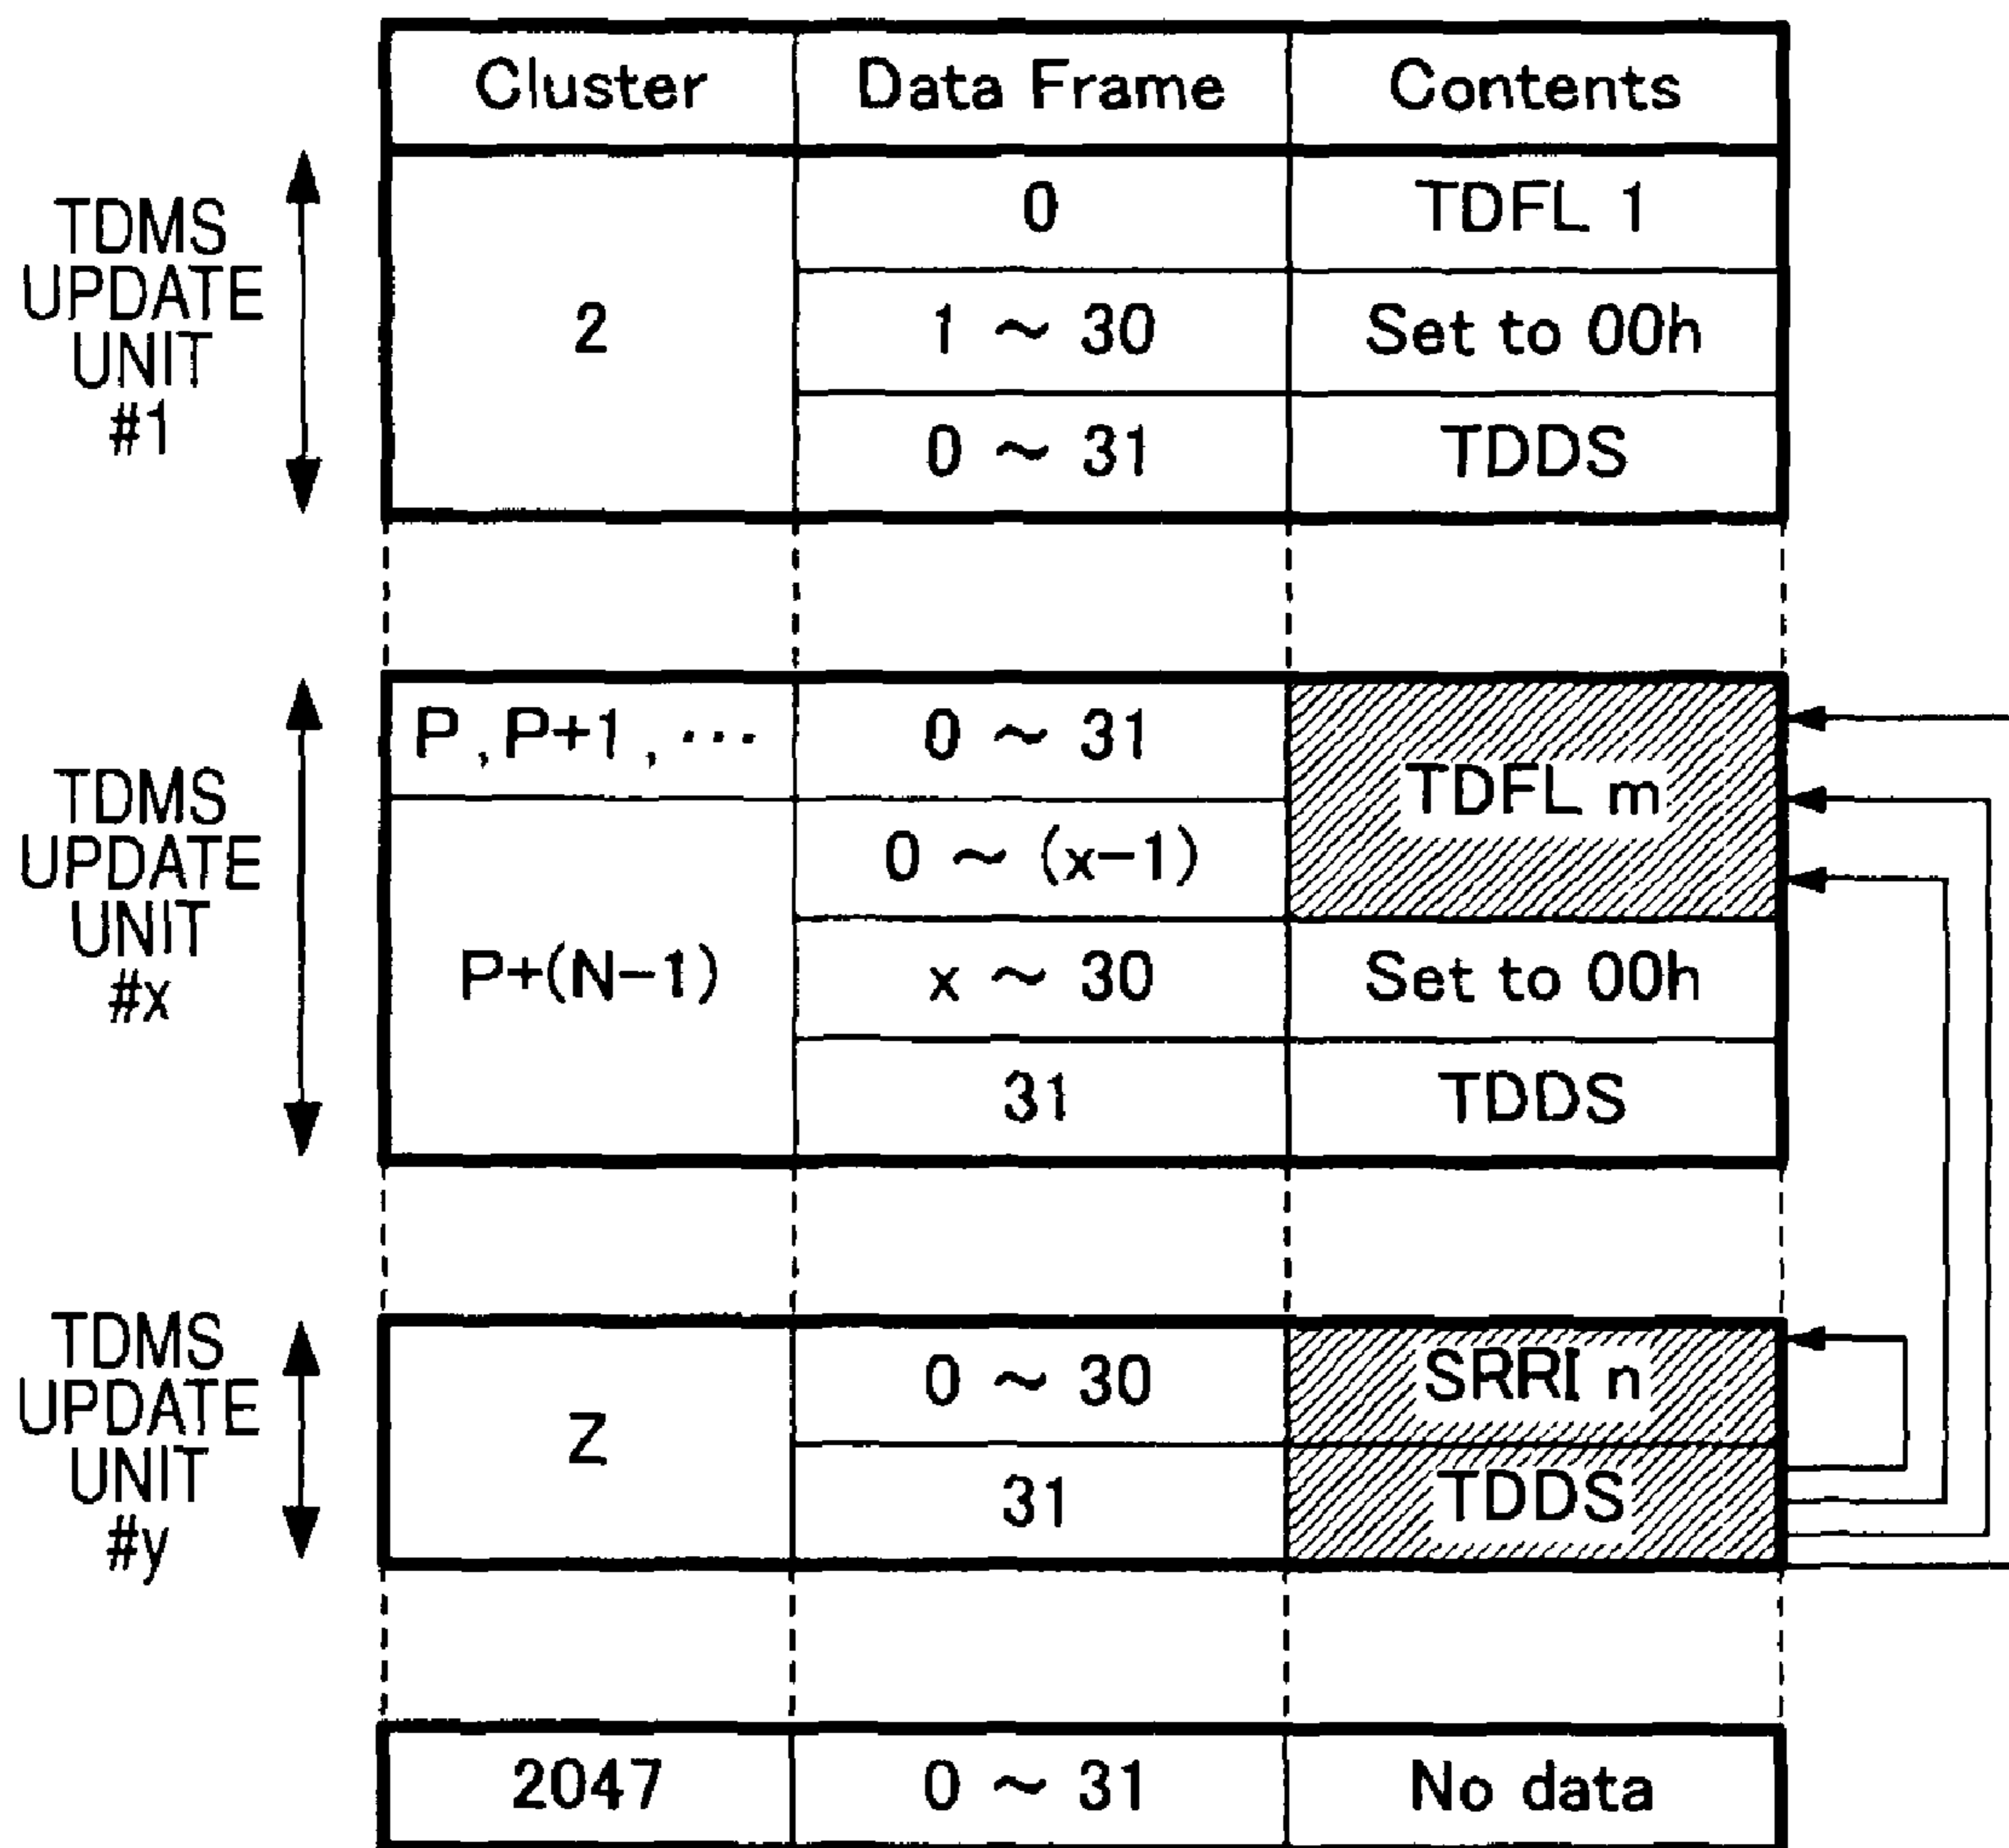 Cluster Data Frame Contents
TDMS
UPDATE
UNIT
#1
2
0 TDFL 1
1 ~ 30 Set to 00h
0 ~ 31 TDDS
TDMS
UPDATE
UNIT
#x
P, P+1, ··· 0 ~ 31
TDFL m
0 ~ (x-1)
P+(N-1) x ~ 30 Set to 00h
31 TDDS
TDMS
UPDATE
UNIT
#y
Z
0 ~ 30 SRRI n
31 TDDS
2047 0 ~ 31 No data